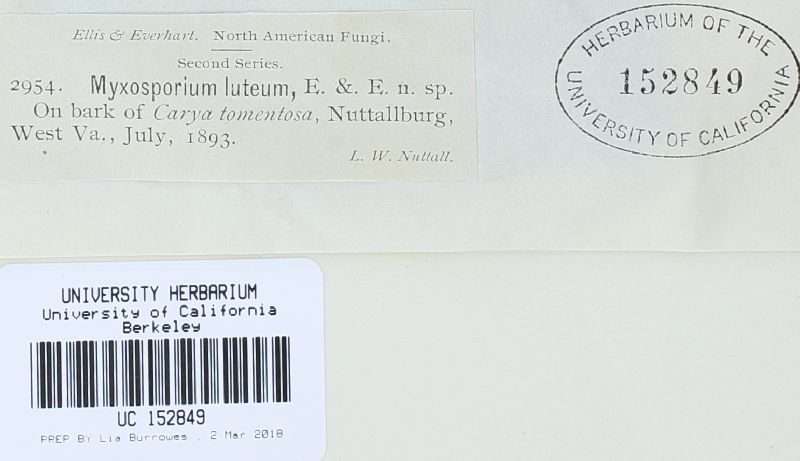 Ellis & Everhart. North American Fungi.
Second Series.
2954. Myxosporium luteum, E. &. E. n. sp.
On bark of Carya tomentosa, Nuttallburg,
West Va., July, 1893.
L. W. Nuttall.
HERBARIUM OF THE
152849
UNIVERSITY OF CALIFORNIA
UNIVERSITY HERBARIUM
University of California
Berkeley
UC 152849
PREP BY Lia Burrowes . 2 Mar 2018